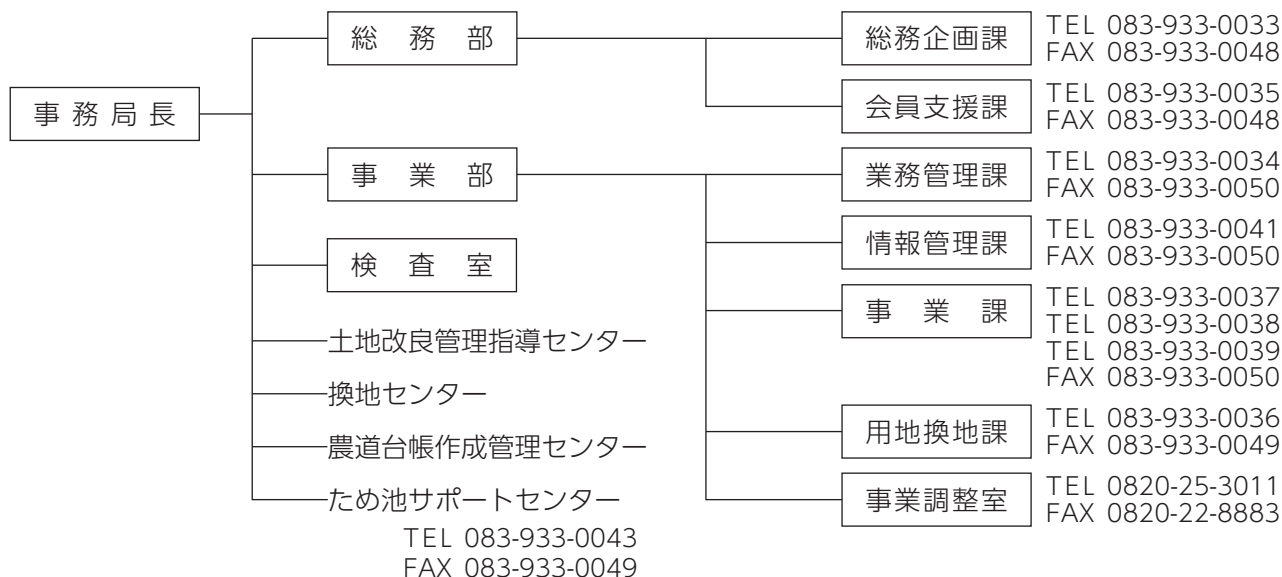 事務局長
総務部
総務企画課
TEL 083-933-0033
FAX 083-933-0048
会員支援課
TEL 083-933-0035
FAX 083-933-0048
事業部
業務管理課
TEL 083-933-0034
FAX 083-933-0050
情報管理課
TEL 083-933-0041
FAX 083-933-0050
事業課
TEL 083-933-0037
TEL 083-933-0038
TEL 083-933-0039
FAX 083-933-0050
用地換地課
TEL 083-933-0036
FAX 083-933-0049
事業調整室
TEL 0820-25-3011
FAX 0820-22-8883
検査室
土地改良管理指導センター
換地センター
農道台帳作成管理センター
ため池サポートセンター
TEL 083-933-0043
FAX 083-933-0049